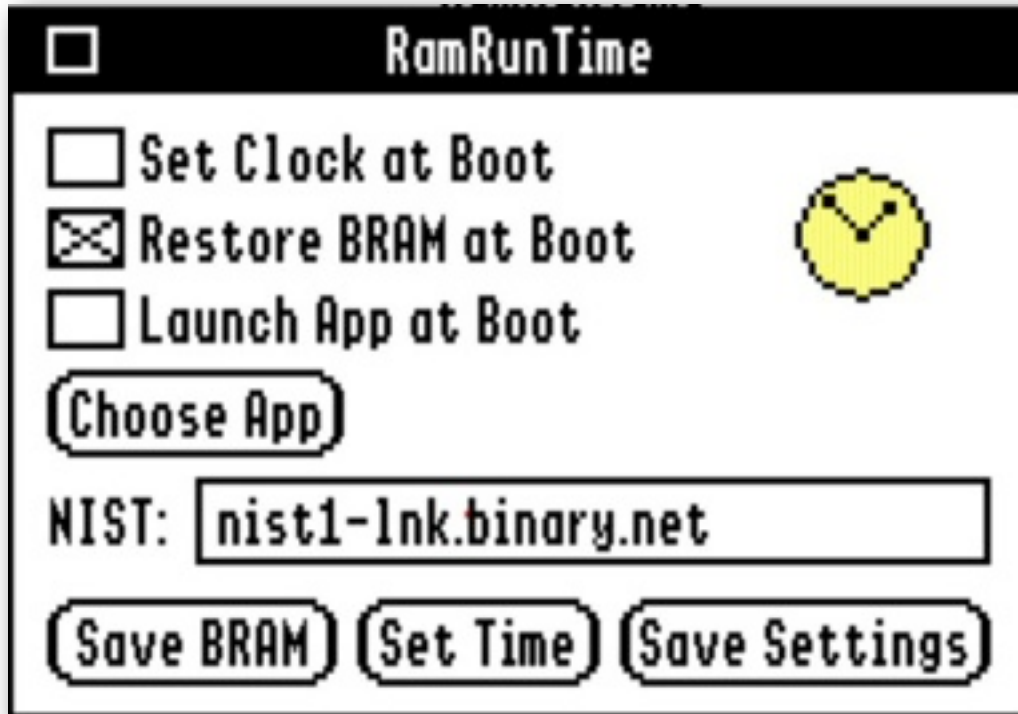 RamRunTime
Set Clock at Boot
Restore BRAM at Boot
Launch App at Boot
Choose App
NIST: nist1-lnk.binary.net
Save BRAM Set Time Save Settings